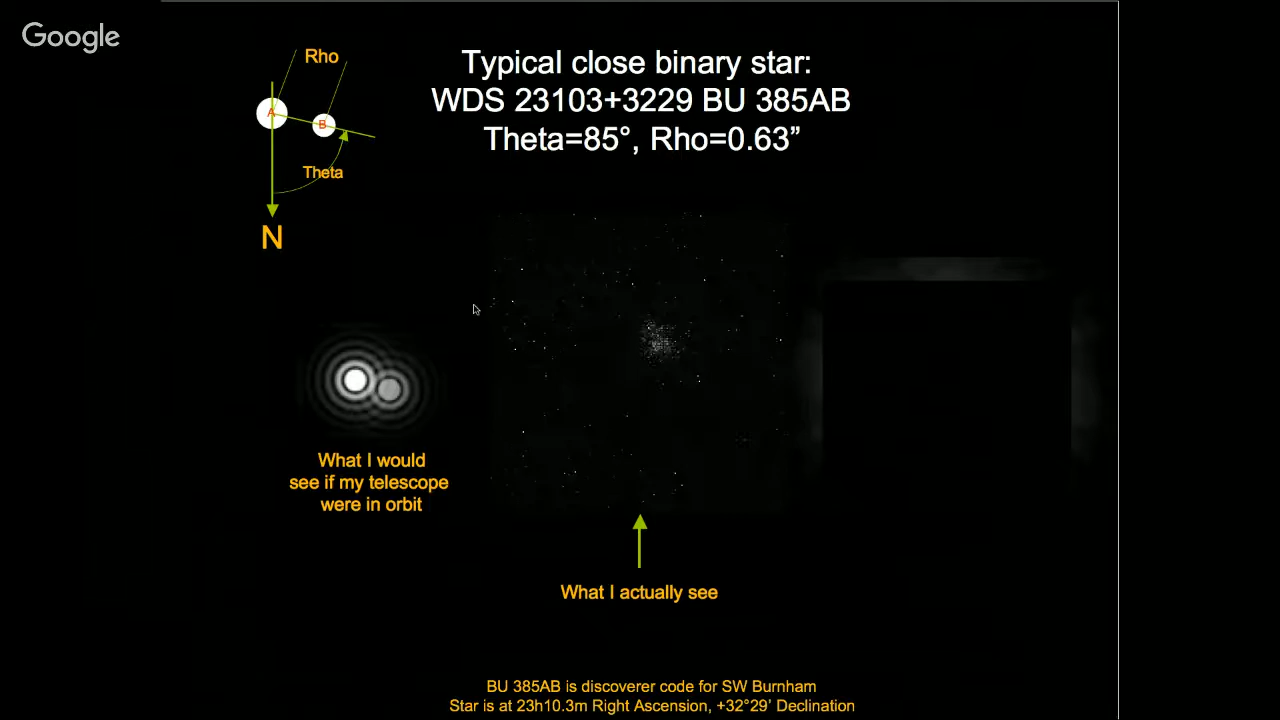 Google
Rho
A
B
Theta
N
Typical close binary star:
WDS 23103+3229 BU 385AB
Theta=85°, Rho=0.63”
What I would
see if my telescope
were in orbit
What I actually see
BU 385AB is discoverer code for SW Burnham
Star is at 23h10.3m Right Ascension, +32°29’ Declination